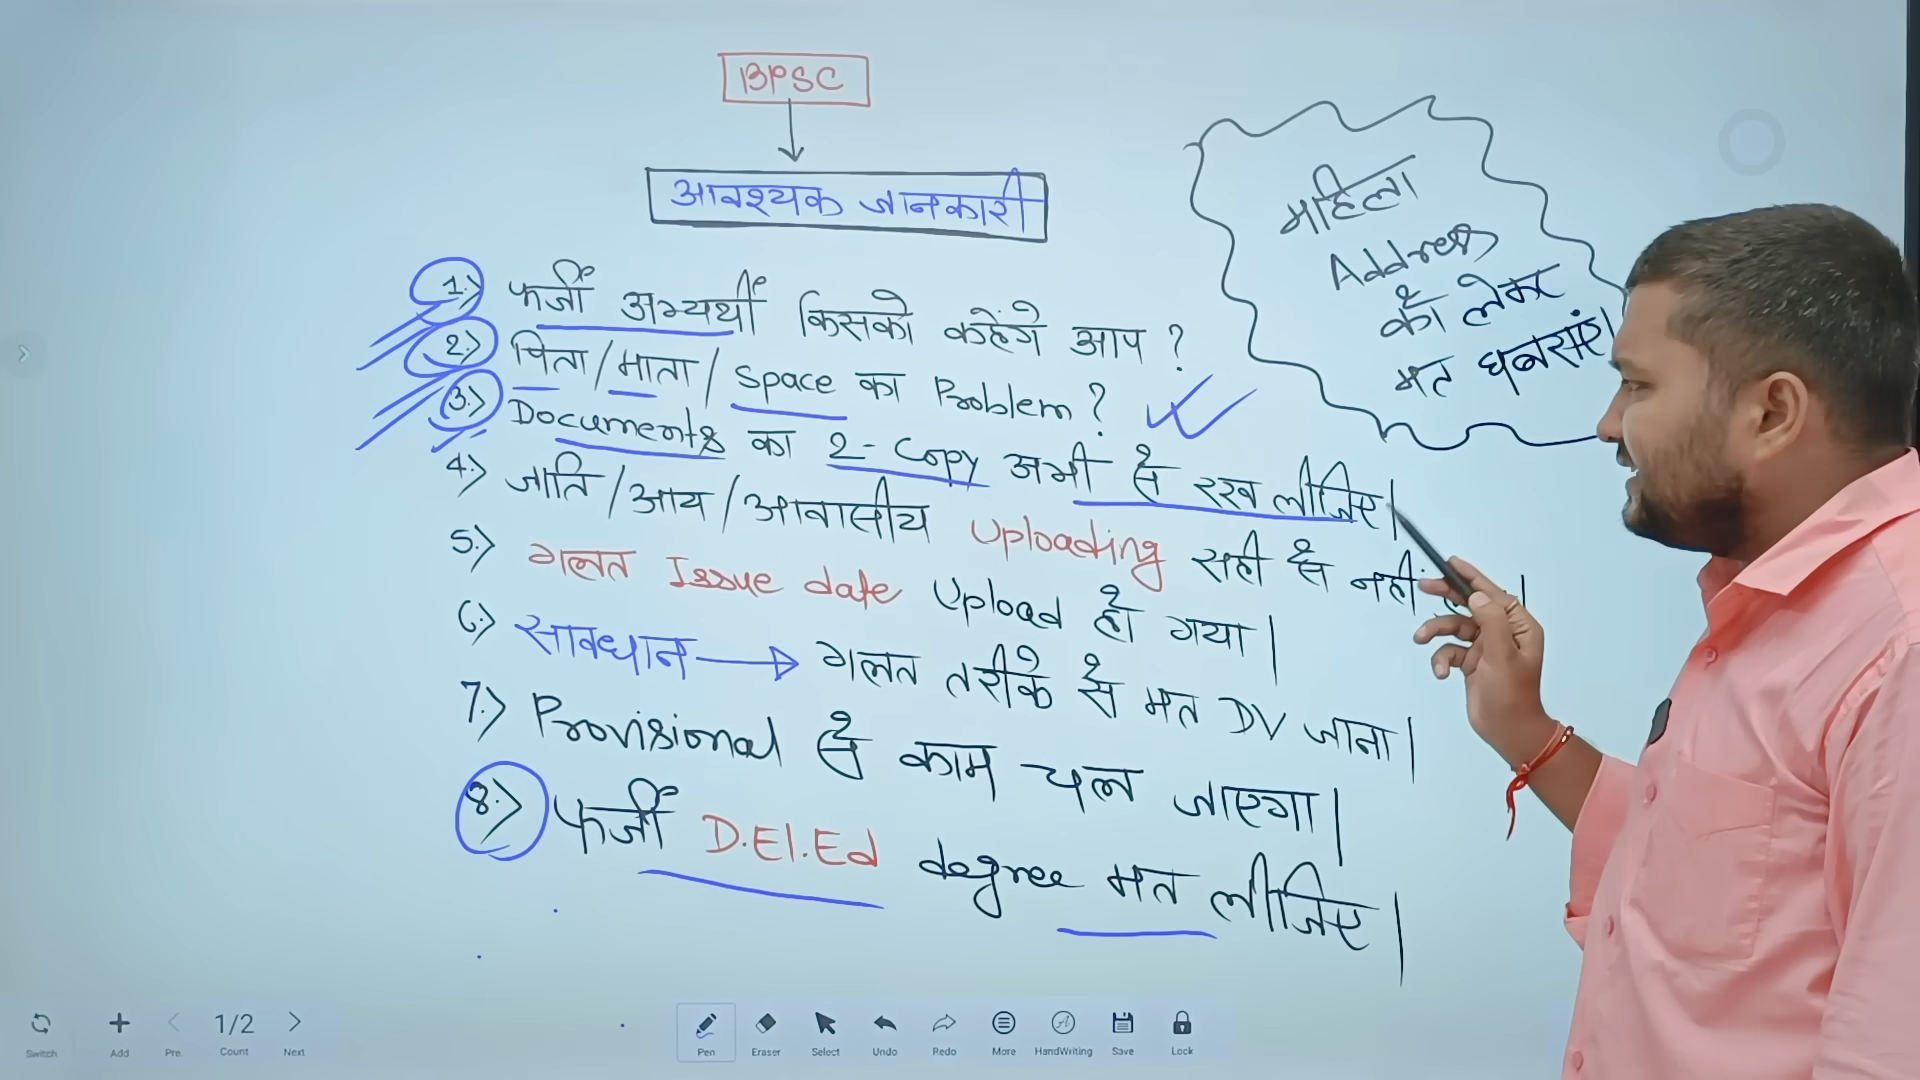 BPSC
आवश्यक जानकारी
1.) फर्जी अभ्यर्थी किसको कहेंगे आप ?
2.) पिता/माता/space का Problem ?
3.) Documents का 2-Copy अभी से रख लीजिए|
4.) जाति/आय/आवासीय Uploading सही से नहीं
5.) गलत Issue date Upload हो गया|
6.) सावधान → गलत तरीके से मत DV जाना|
7.) Provisional से काम चल जाएगा|
8.) फर्जी D.El.Ed degree मत लीजिए|
महिला
Address
को लेकर
मत घबराएं|
Switch
Add
Pre
1/2
Count
Next
Pen
Eraser
Select
Undo
Redo
More
HandWriting
Save
Lock